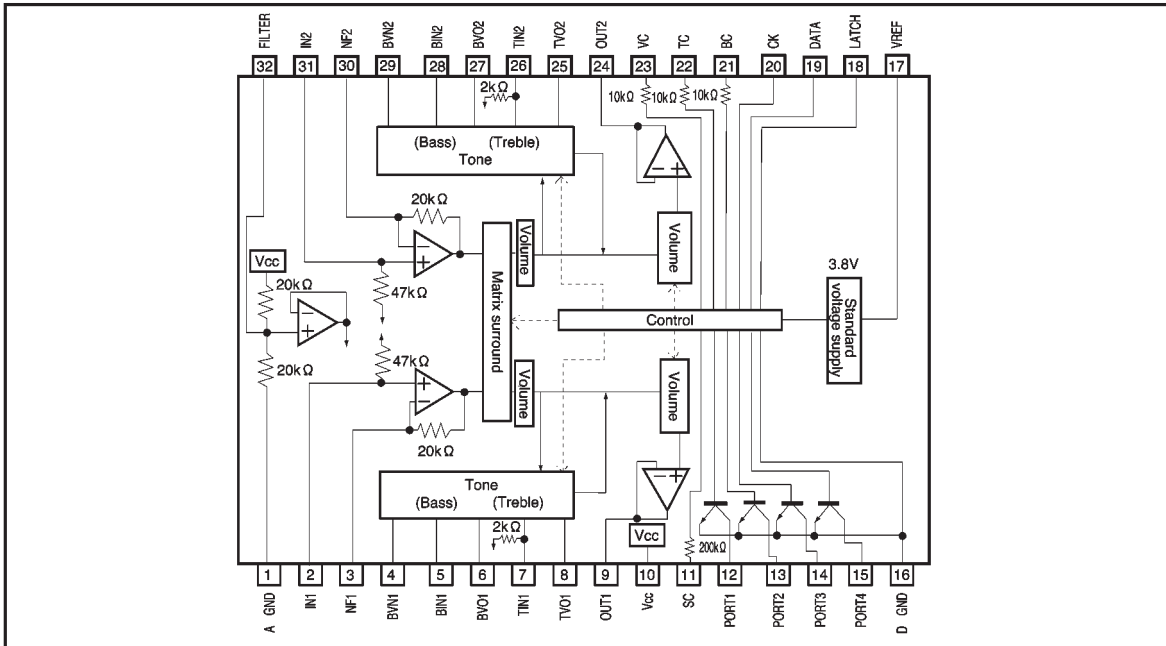 FILTER IN2 NF2 BVN2 BIN2 BVO2 TIN2 TVO2 OUT2 VC TC BC CK DATA LATCH VREF
32 31 30 29 28 27 26 25 24 23 22 21 20 19 18 17
2kΩ 10kΩ 10kΩ 10kΩ
(Bass) (Treble)
Tone
20kΩ
Volume
Volume
Vcc
20kΩ
47kΩ
Matrix surround
3.8V
Standard voltage supply
Control
20kΩ
47kΩ
Volume
Volume
20kΩ
Tone
(Bass) (Treble)
2kΩ
Vcc
200kΩ
1 2 3 4 5 6 7 8 9 10 11 12 13 14 15 16
A GND IN1 NF1 BVN1 BIN1 BVO1 TIN1 TVO1 OUT1 Vcc SC PORT1 PORT2 PORT3 PORT4 D GND